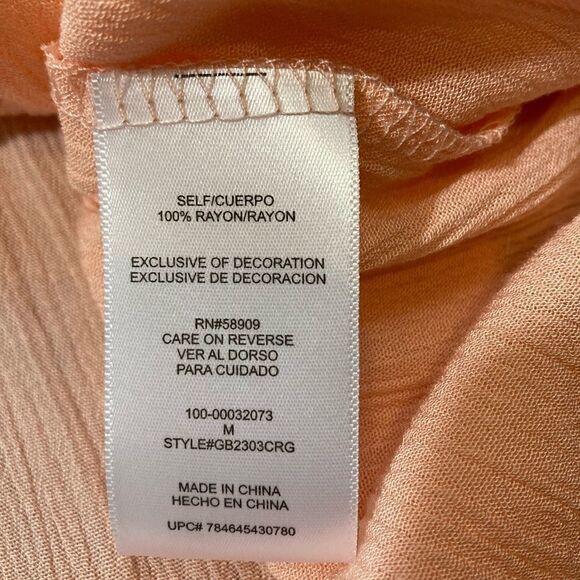 SELF/CUERPO
100% RAYON/RAYON
EXCLUSIVE OF DECORATION
EXCLUSIVE DE DECORACION
RN#58909
CARE ON REVERSE
VER AL DORSO
PARA CUIDADO
100-00032073
M
STYLE#GB2303CRG
MADE IN CHINA
HECHO EN CHINA
UPC# 784645430780